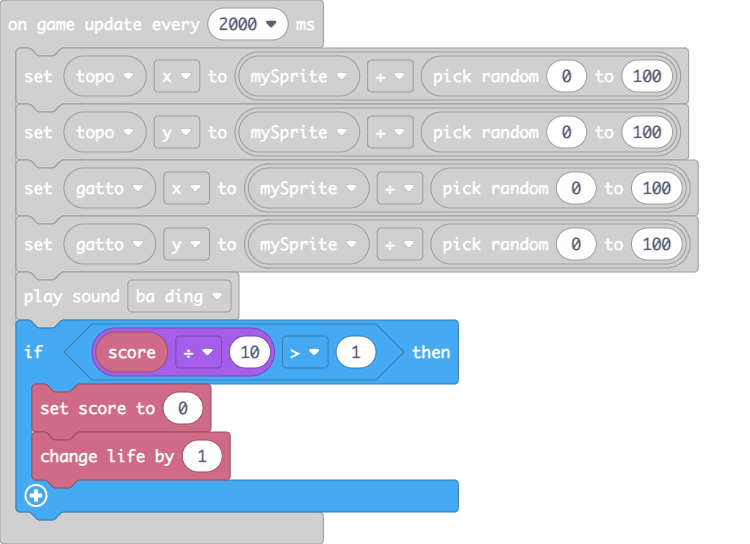 on game update every 2000 ms
set topo x to mySprite + pick random 0 to 100
set topo y to mySprite + pick random 0 to 100
set gatto x to mySprite + pick random 0 to 100
set gatto y to mySprite + pick random 0 to 100
play sound ba ding
if score ÷ 10 > 1 then
set score to 0
change life by 1